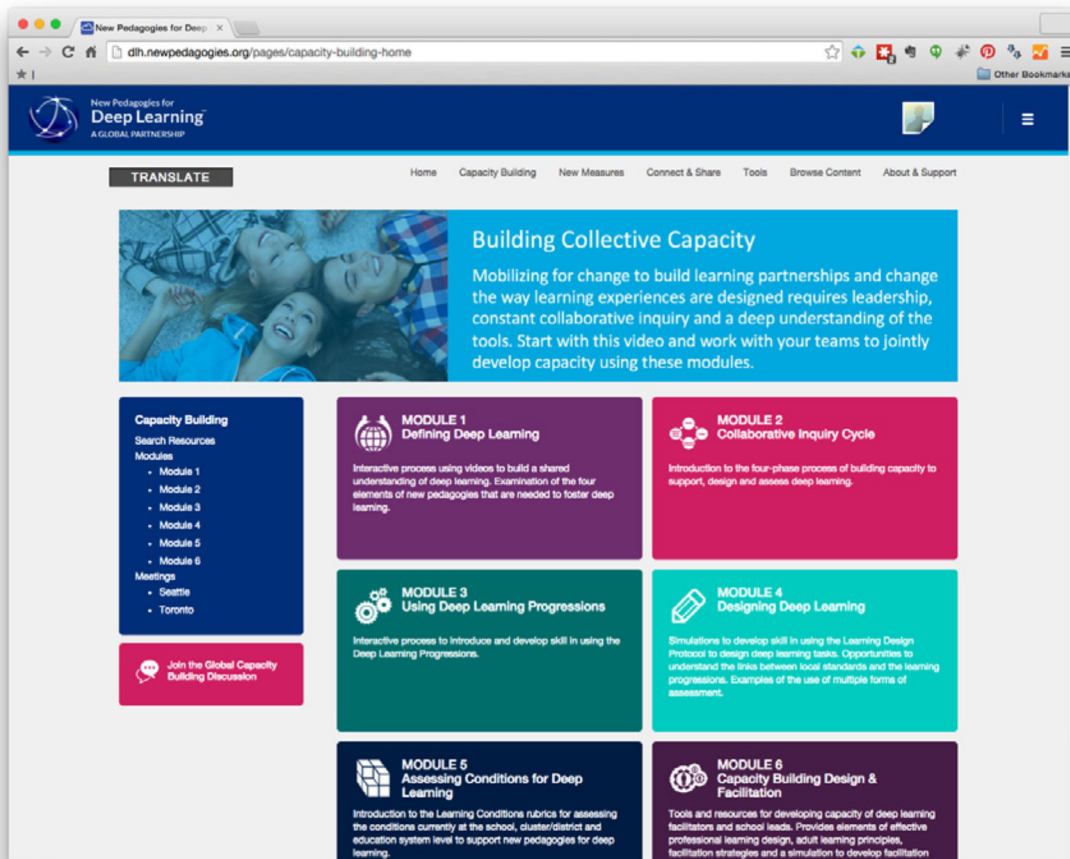 New Pedagogies for Deep
dlh.newpedagogies.org/pages/capacity-building-home
Other Bookmarks
New Pedagogies for
Deep Learning™
A GLOBAL PARTNERSHIP
TRANSLATE
Home Capacity Building New Measures Connect & Share Tools Browse Content About & Support
Building Collective Capacity
Mobilizing for change to build learning partnerships and change
the way learning experiences are designed requires leadership,
constant collaborative inquiry and a deep understanding of the
tools. Start with this video and work with your teams to jointly
develop capacity using these modules.
Capacity Building
Search Resources
Modules
• Module 1
• Module 2
• Module 3
• Module 4
• Module 5
• Module 6
Meetings
• Seattle
• Toronto
Join the Global Capacity
Building Discussion
MODULE 1
Defining Deep Learning
Interactive process using videos to build a shared
understanding of deep learning. Examination of the four
elements of new pedagogies that are needed to foster deep
learning.
MODULE 2
Collaborative Inquiry Cycle
Introduction to the four-phase process of building capacity to
support, design and assess deep learning.
MODULE 3
Using Deep Learning Progressions
Interactive process to introduce and develop skill in using the
Deep Learning Progressions.
MODULE 4
Designing Deep Learning
Simulations to develop skill in using the Learning Design
Protocol to design deep learning tasks. Opportunities to
understand the links between local standards and the learning
progressions. Examples of the use of multiple forms of
assessment.
MODULE 5
Assessing Conditions for Deep
Learning
Introduction to the Learning Conditions rubrics for assessing
the conditions currently at the school, cluster/district and
education system level to support new pedagogies for deep
learning.
MODULE 6
Capacity Building Design &
Facilitation
Tools and resources for developing capacity of deep learning
facilitators and school leads. Provides elements of effective
professional learning design, adult learning principles,
facilitation strategies and a simulation to develop facilitation